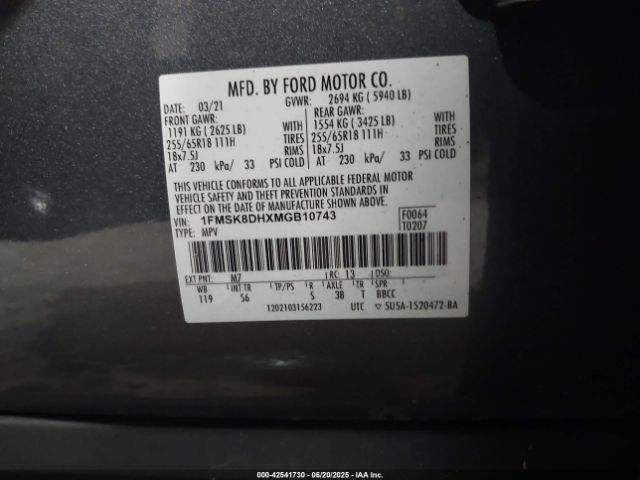 MFD. BY FORD MOTOR CO.
DATE: 03/21 GVWR: 2694 KG ( 5940 LB)
FRONT GAWR: REAR GAWR:
1191 KG ( 2625 LB) WITH 1554 KG ( 3425 LB) WITH
255/65R18 111H TIRES 255/65R18 111H TIRES
18x7.5J RIMS 18x7.5J RIMS
AT 230 kPa/ 33 PSI COLD AT 230 kPa/ 33 PSI COLD
THIS VEHICLE CONFORMS TO ALL APPLICABLE FEDERAL MOTOR
VEHICLE SAFETY AND THEFT PREVENTION STANDARDS IN
EFFECT ON THE DATE OF MANUFACTURE SHOWN ABOVE.
VIN: 1FMSK8DHXMGB10743 F0064
TYPE: MPV T0207
EXT PNT: M7 RC: 13 DSO:
WB INT TR TP/PS R AXLE TR SPR
119 S6 S 3B T BBCC
1202103156223 UTC 5U5A-1520472-BA
000-42541730 — 06/20/2025 — IAAI.COM